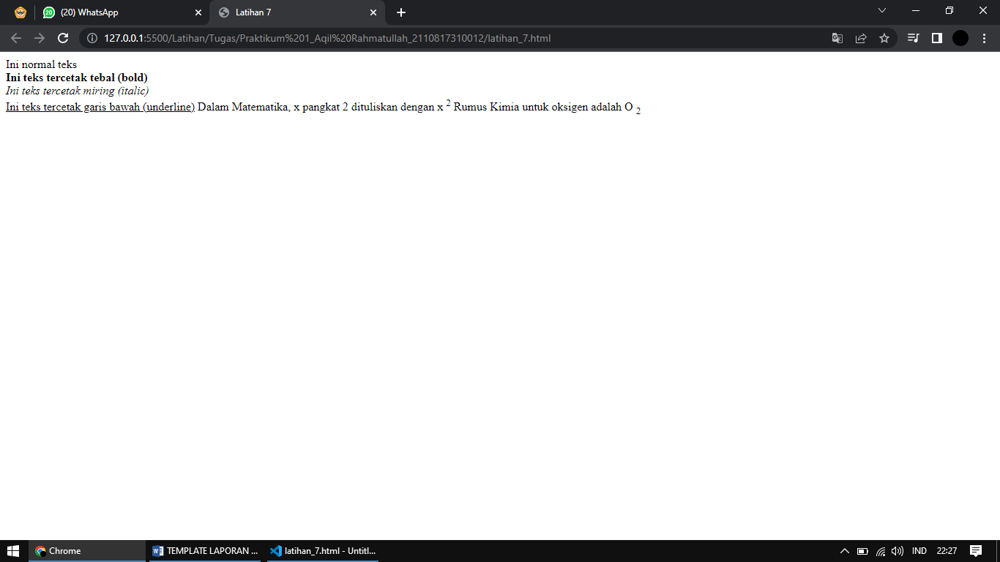 (20) WhatsApp
Latihan 7
127.0.0.1:5500/Latihan/Tugas/Praktikum%201_Aqil%20Rahmatullah_2110817310012/latihan_7.html
Ini normal teks
Ini teks tercetak tebal (bold)
Ini teks tercetak miring (italic)
Ini teks tercetak garis bawah (underline) Dalam Matematika, x pangkat 2 dituliskan dengan x ² Rumus Kimia untuk oksigen adalah O ₂
Chrome
TEMPLATE LAPORAN ...
latihan_7.html - Untitl...
IND
22:27